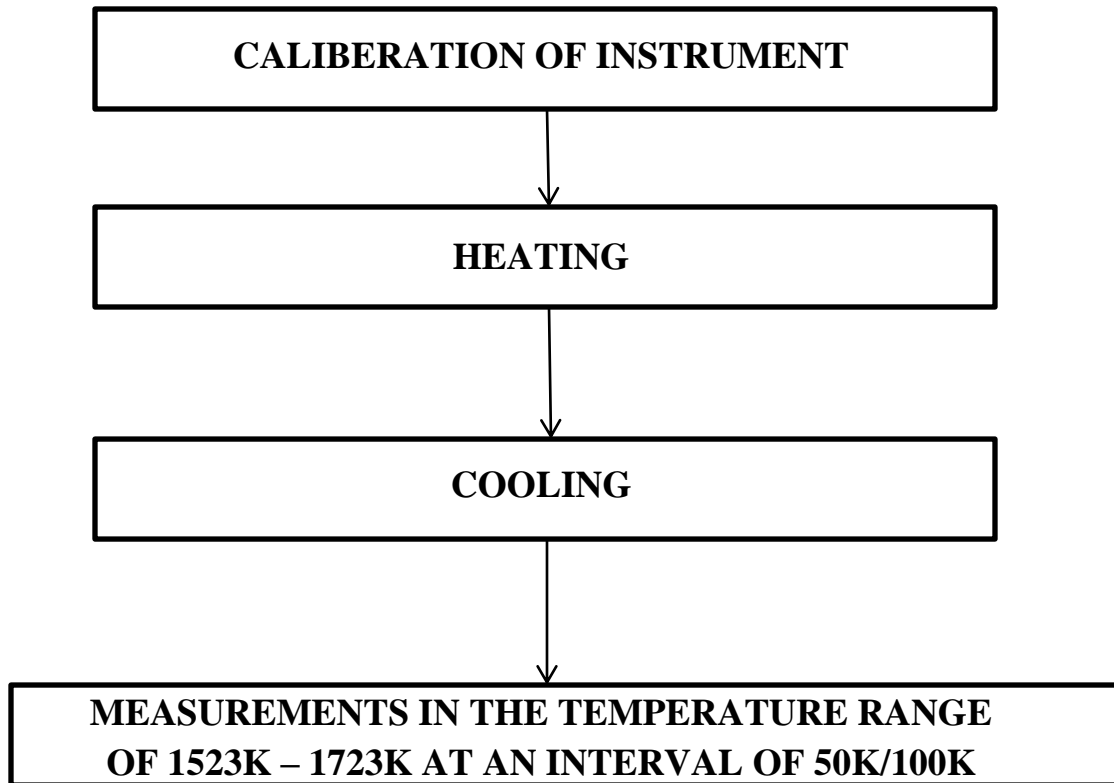 CALIBERATION OF INSTRUMENT
HEATING
COOLING
MEASUREMENTS IN THE TEMPERATURE RANGE
OF 1523K – 1723K AT AN INTERVAL OF 50K/100K